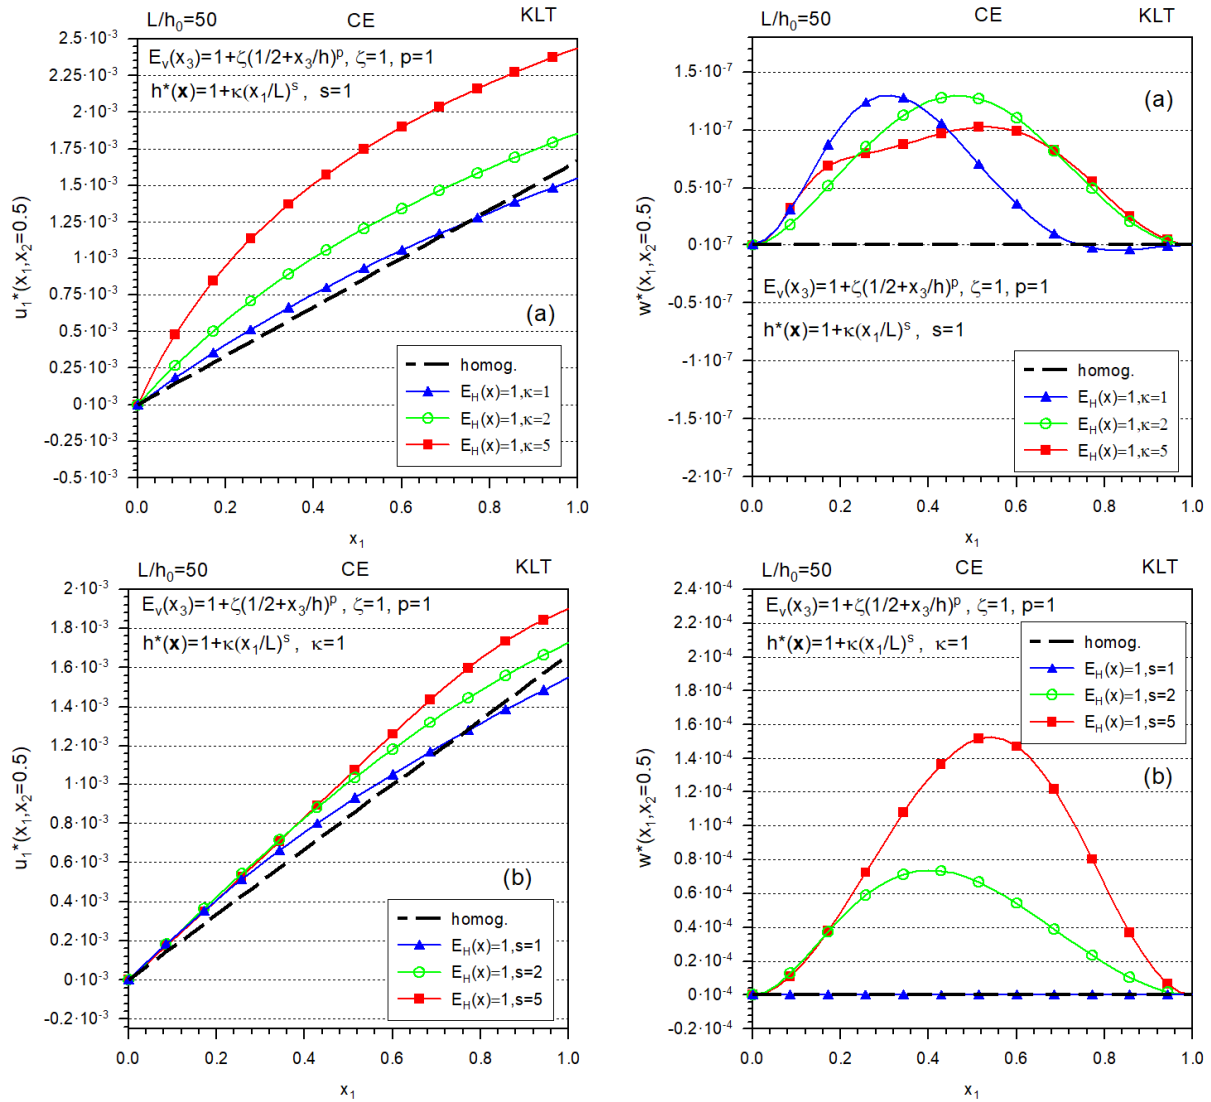 L/h0=50 CE KLT
2.5·10-3
2.25·10-3
2·10-3
1.75·10-3
1.5·10-3
1.25·10-3
1·10-3
0.75·10-3
0.5·10-3
0.25·10-3
0·10-3
-0.25·10-3
-0.5·10-3
u1*(x1,x2=0.5)
Ev(x3)=1+ζ(1/2+x3/h)p, ζ=1, p=1
h*(x)=1+κ(x1/L)s , s=1
(a)
homog.
EH(x)=1,κ=1
EH(x)=1,κ=2
EH(x)=1,κ=5
0.0 0.2 0.4 0.6 0.8 1.0
x1
L/h0=50 CE KLT
1.5·10-7
1·10-7
0.5·10-7
0·10-7
-0.5·10-7
-1·10-7
-1.5·10-7
-2·10-7
w*(x1,x2=0.5)
(a)
Ev(x3)=1+ζ(1/2+x3/h)p, ζ=1, p=1
h*(x)=1+κ(x1/L)s , s=1
homog.
EH(x)=1,κ=1
EH(x)=1,κ=2
EH(x)=1,κ=5
0.0 0.2 0.4 0.6 0.8 1.0
x1
L/h0=50 CE KLT
2·10-3
1.8·10-3
1.6·10-3
1.4·10-3
1.2·10-3
1·10-3
0.8·10-3
0.6·10-3
0.4·10-3
0.2·10-3
0·10-3
-0.2·10-3
u1*(x1,x2=0.5)
Ev(x3)=1+ζ(1/2+x3/h)p , ζ=1, p=1
h*(x)=1+κ(x1/L)s, κ=1
(b)
homog.
EH(x)=1,s=1
EH(x)=1,s=2
EH(x)=1,s=5
0.0 0.2 0.4 0.6 0.8 1.0
x1
L/h0=50 CE KLT
2.4·10-4
2.2·10-4
2·10-4
1.8·10-4
1.6·10-4
1.4·10-4
1.2·10-4
1·10-4
0.8·10-4
0.6·10-4
0.4·10-4
0.2·10-4
0·10-4
-0.2·10-4
w*(x1,x2=0.5)
Ev(x3)=1+ζ(1/2+x3/h)p , ζ=1, p=1
h*(x)=1+κ(x1/L)s, κ=1
homog.
EH(x)=1,s=1
EH(x)=1,s=2
EH(x)=1,s=5
(b)
0.0 0.2 0.4 0.6 0.8 1.0
x1